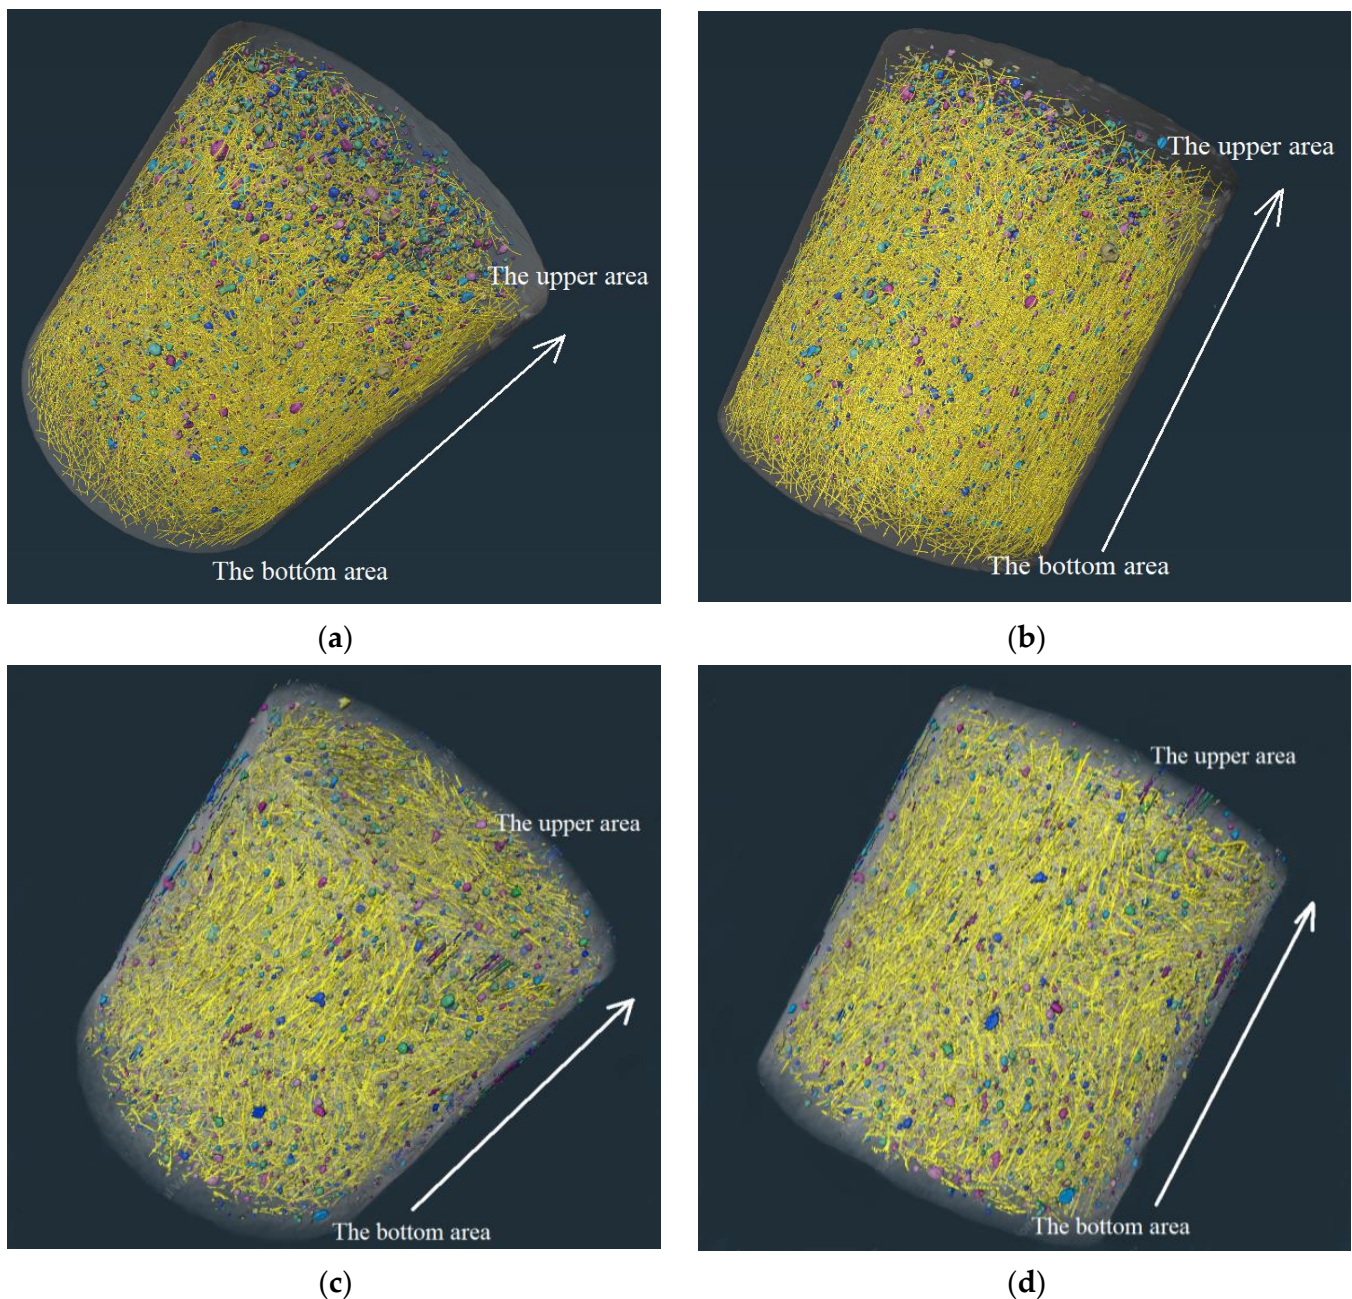 The upper area
The bottom area
(a)
The upper area
The bottom area
(b)
The upper area
The bottom area
(c)
The upper area
The bottom area
(d)